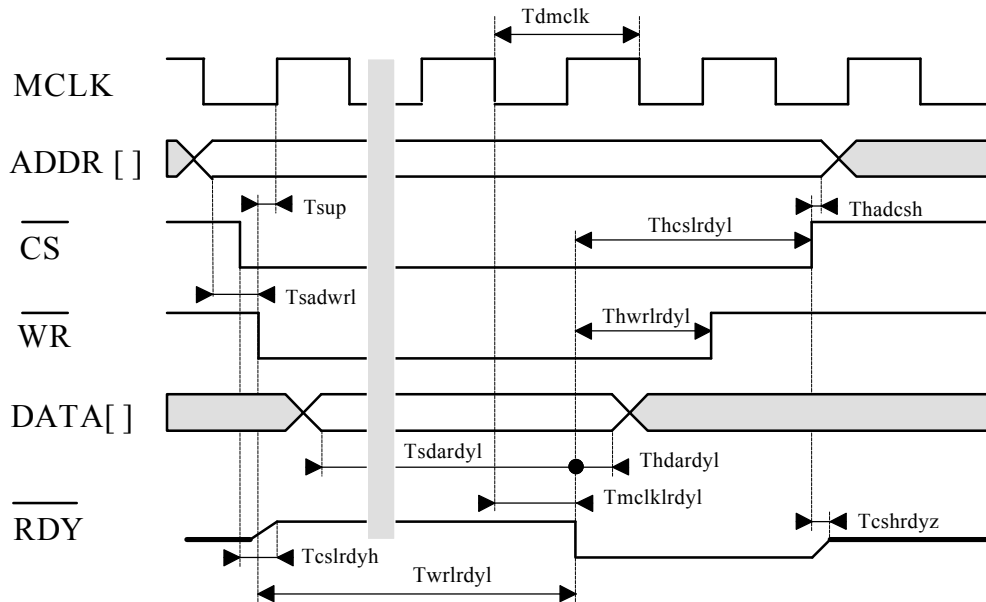 Tdmclk
MCLK
ADDR [ ]
Tsup
Thadcsh
CS
Thcslrdyl
Tsadwrl
WR
Thwrlrdyl
DATA[ ]
Tsdardyl
Thdardyl
Tmclklrdyl
RDY
Tcslrdyh
Tcshrdyz
Twrlrdyl